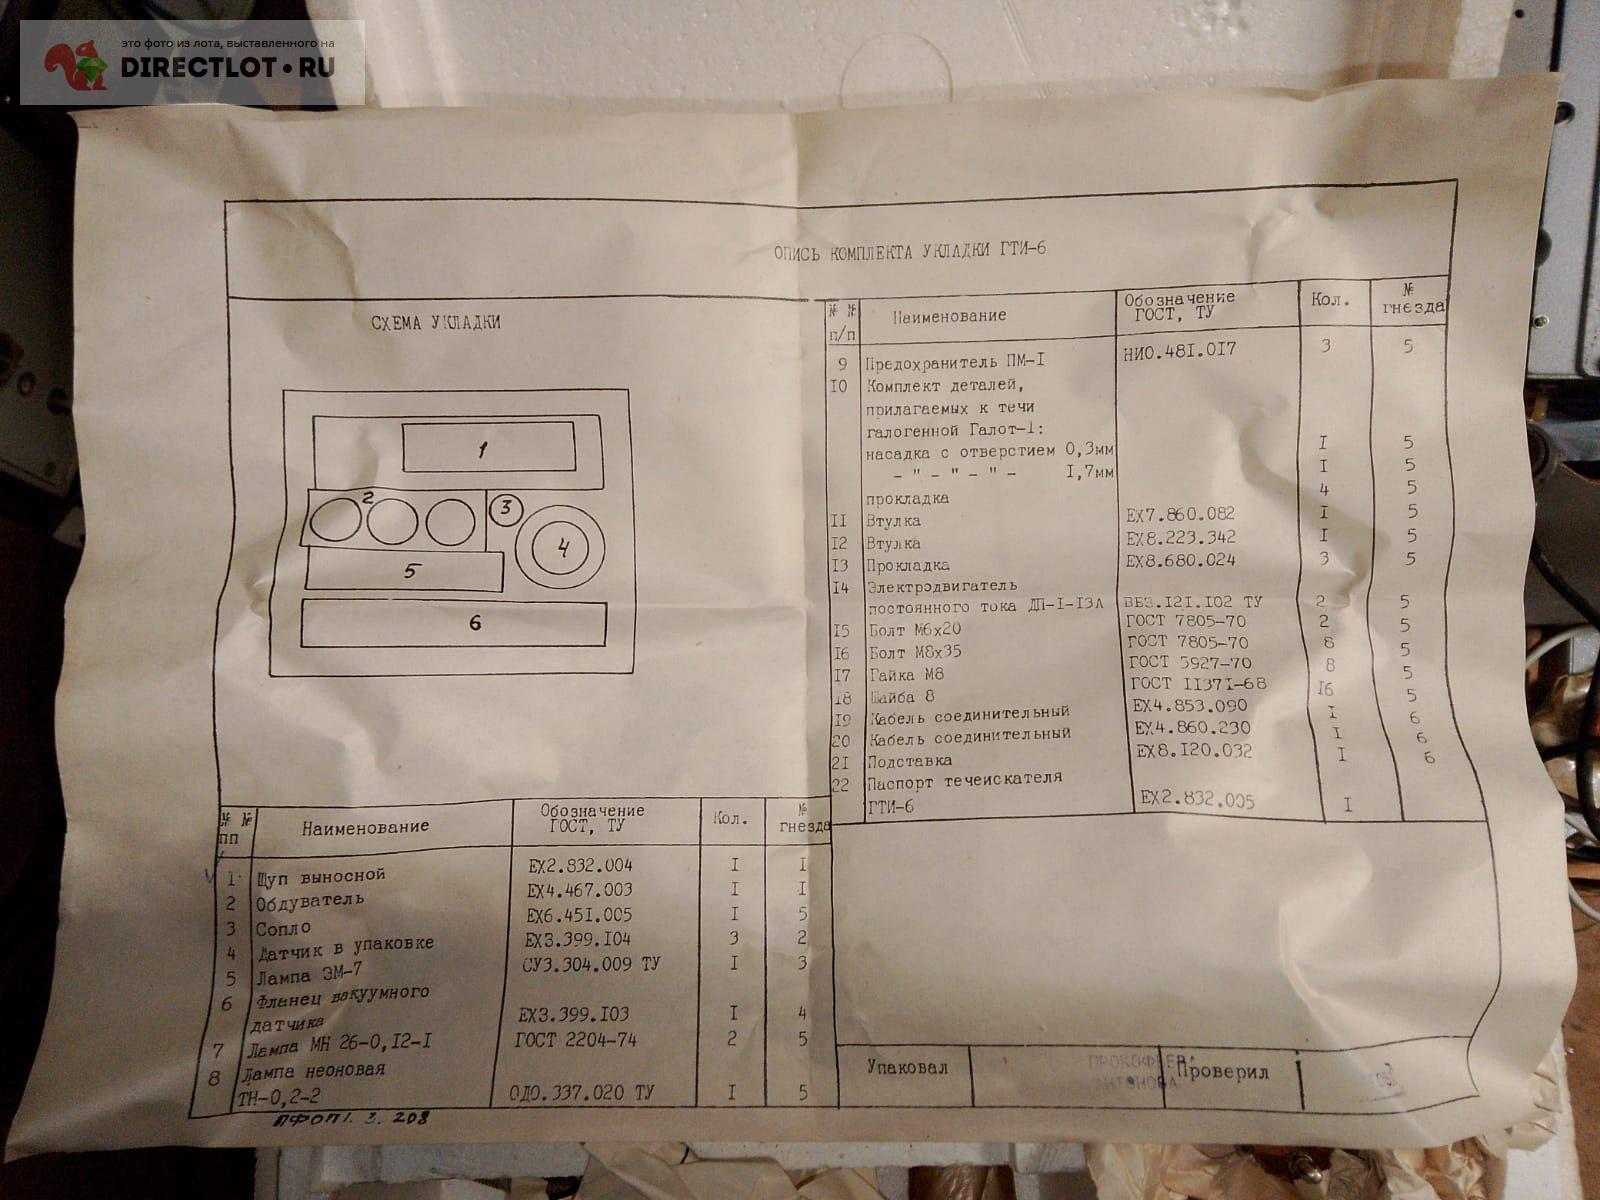 это фото из лота, выставленного на
DIRECTLOT.RU
ОПИСЬ КОМПЛЕКТА УКЛАДКИ ГТИ-6
СХЕМА УКЛАДКИ
1
2
3
4
5
6
№ № пп Наименование Обозначение ГОСТ, ТУ Кол. № гнезда
1 Щуп выносной ЕХ2.832.004 I I
2 Обдуватель ЕХ4.467.003 I I
3 Сопло ЕХ6.45I.005 I 5
4 Датчик в упаковке ЕХ3.399.I04 3 2
5 Лампа ЭМ-7 СУ3.304.009 ТУ I 3
6 Фланец вакуумного
датчика ЕХ3.399.I03 I 4
7 Лампа МН 26-0,I2-I ГОСТ 2204-74 2 5
8 Лампа неоновая
ТН-0,2-2 ОДО.337.020 ТУ I 5
ПФОП1.3.208
№ № п/п Наименование Обозначение ГОСТ, ТУ Кол. № гнезда
9 Предохранитель ПМ-I НИО.48I.0I7 3 5
I0 Комплект деталей,
прилагаемых к течи
галогенной Галот-1:
насадка с отверстием 0,3мм I 5
- " - " - " - I,7мм I 5
прокладка 4 5
II Втулка ЕХ7.860.082 I 5
I2 Втулка ЕХ8.223.342 I 5
I3 Прокладка ЕХ8.680.024 3 5
I4 Электродвигатель
постоянного тока ДП-I-I3А ВБ3.I2I.I02 ТУ 2 5
I5 Болт М6х20 ГОСТ 7805-70 2 5
I6 Болт М8х35 ГОСТ 7805-70 8 5
I7 Гайка М8 ГОСТ 5927-70 8 5
I8 Шайба 8 ГОСТ II37I-68 I6 5
I9 Кабель соединительный ЕХ4.853.090 I 6
20 Кабель соединительный ЕХ4.860.230 I 6
2I Подставка ЕХ8.I20.032 I 6
22 Паспорт течеискателя
ГТИ-6 ЕХ2.832.005 I
Упаковал ПРОКОФЬЕВА
АНТОНОВА
Проверил